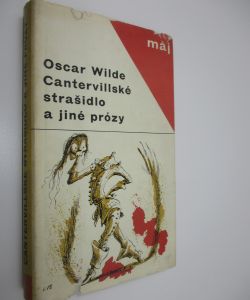 máj
Oscar Wilde
Cantervillské
strašidlo
a jiné prózy